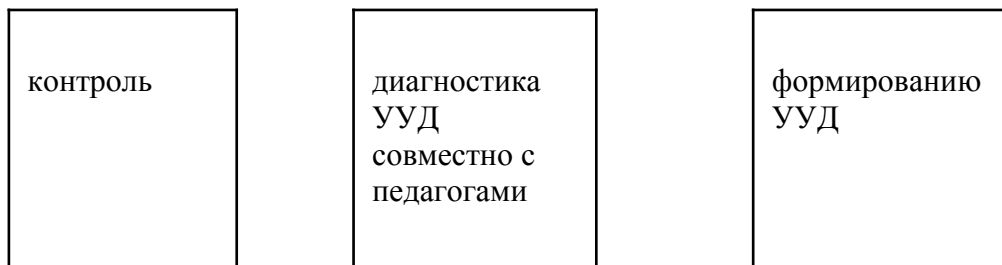 контроль
диагностика
УУД
совместно с
педагогами
формированию
УУД